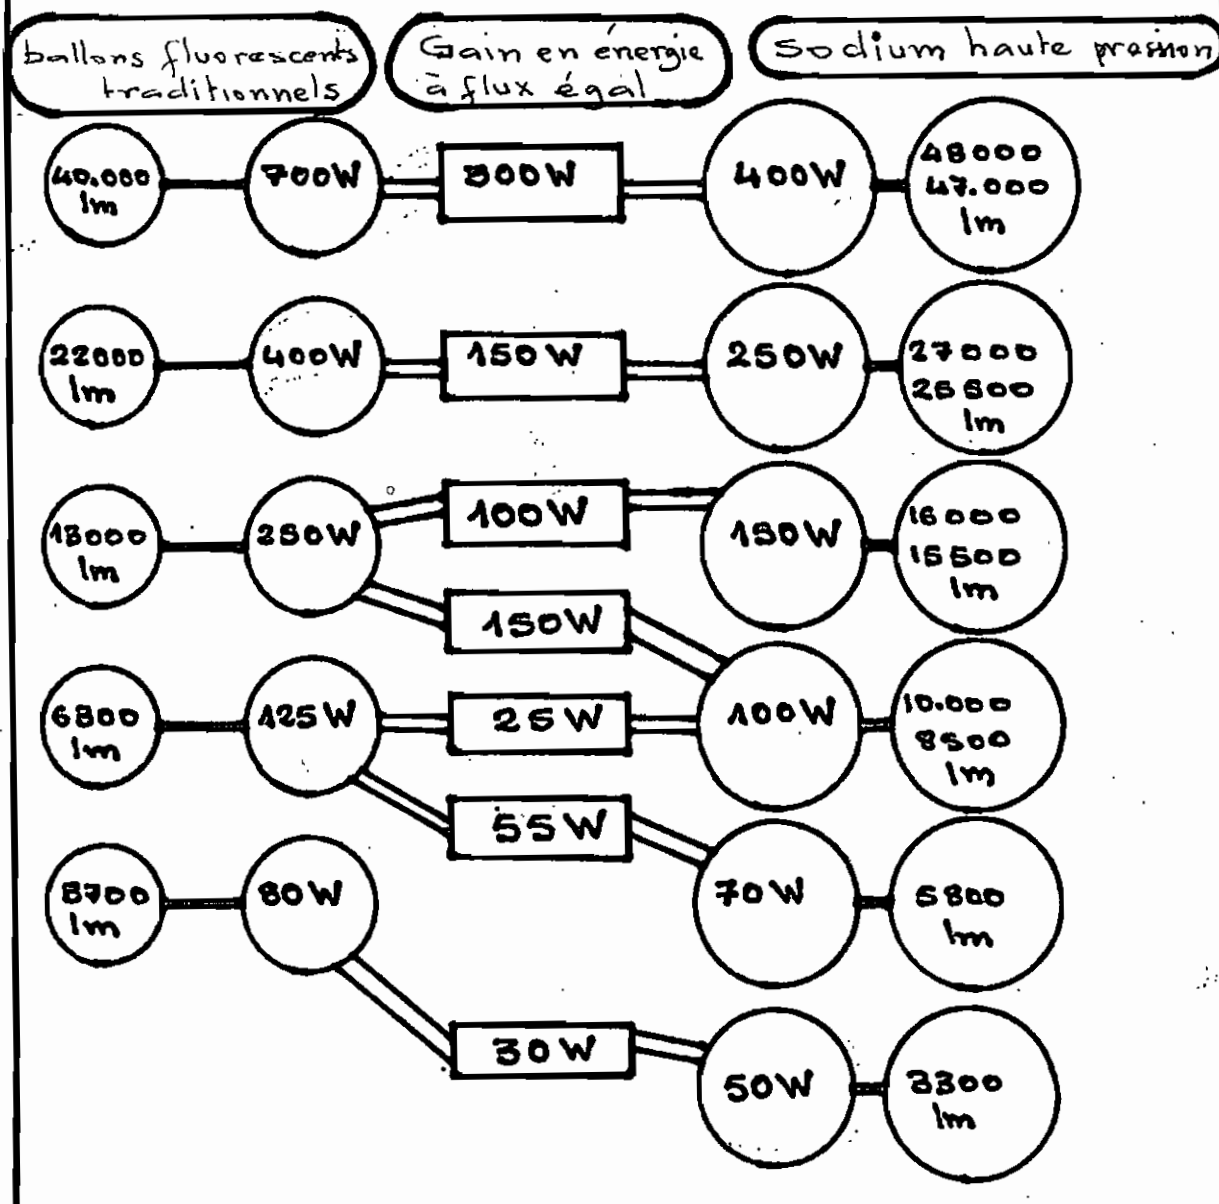 ballons fluorescents
traditionnels
Gain en énergie
à flux égal
Sodium haute pression
40.000
lm
700W
300W
400W
48000
47.000
lm
22000
lm
400W
150W
250W
27000
25500
lm
13000
lm
250W
100W
150W
16000
15500
lm
150W
6300
lm
125W
25W
100W
10.000
8500
lm
55W
3700
lm
80W
70W
5800
lm
30W
50W
3300
lm